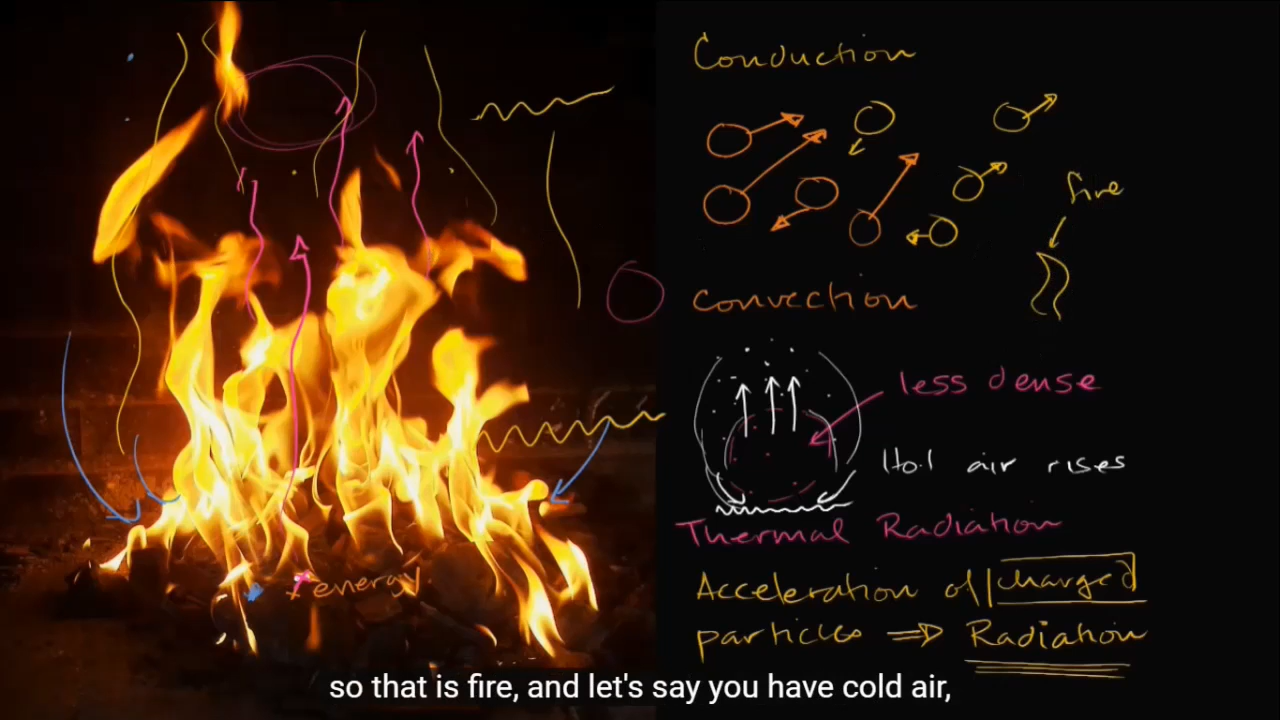 Conduction
fire
Convection
less dense
Hot air rises
Thermal Radiation
Acceleration of charged
particles => Radiation
energy
so that is fire, and let's say you have cold air,